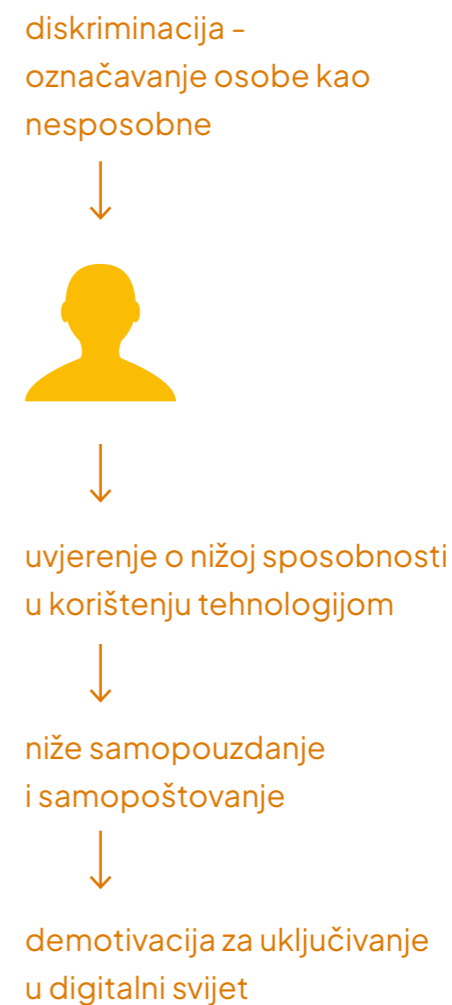 diskriminacija -
označavanje osobe kao
nesposobne
uvjerenje o nižoj sposobnosti
u korištenju tehnologijom
niže samopouzdanje
i samopoštovanje
demotivacija za uključivanje
u digitalni svijet